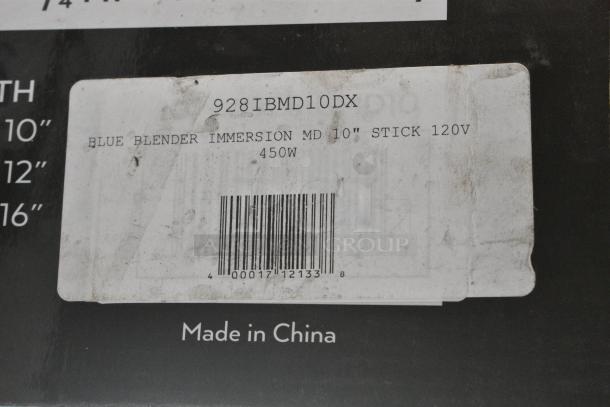 TH
10"
12"
16"
928IBMD10DX
BLUE BLENDER IMMERSION MD 10" STICK 120V
450W
GROUP
4 00017 12133 8
Made in China